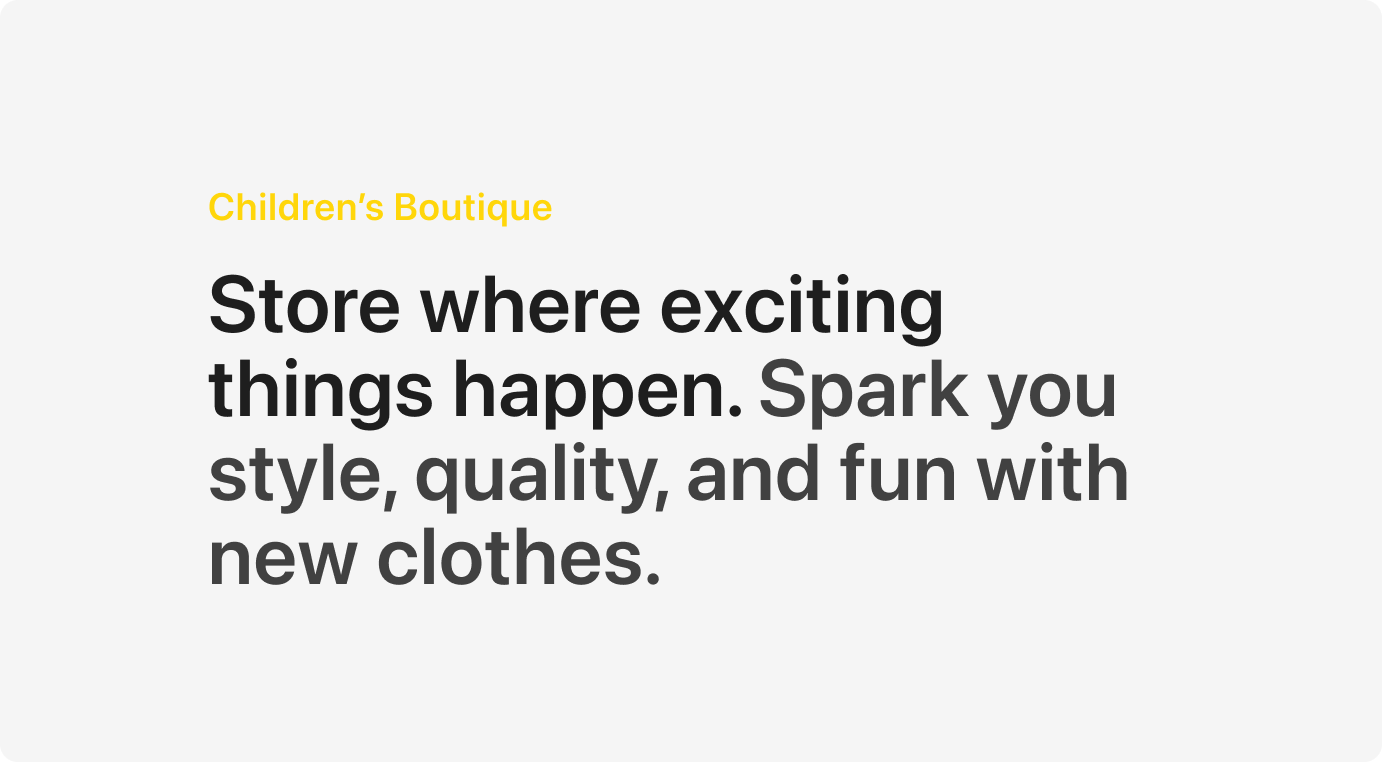 Children’s Boutique
Store where exciting
things happen. Spark you
style, quality, and fun with
new clothes.